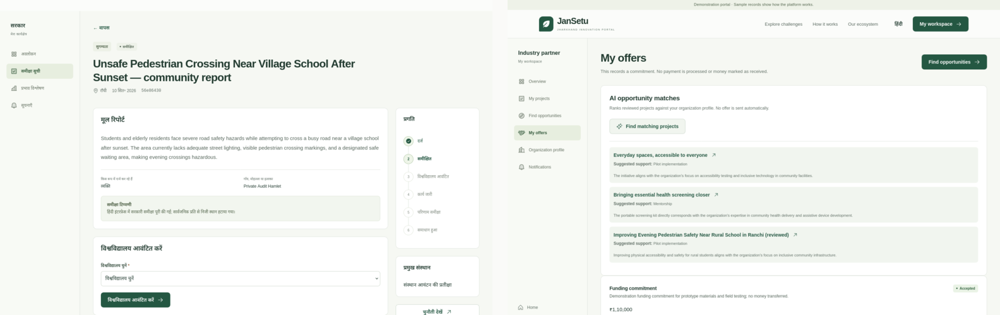 सरकार
मेरा कार्यक्षेत्र
अवलोकन
समीक्षा सूची
प्रभाव विश्लेषण
सूचनाएँ
← वापस
सुगम्यता
• समीक्षित
Unsafe Pedestrian Crossing Near Village School After
Sunset — community report
राँची 10 सित॰ 2026 56e86430
मूल रिपोर्ट
Students and elderly residents face severe road safety hazards while attempting to cross a busy road near a village school
after sunset. The area currently lacks adequate street lighting, visible pedestrian crossing markings, and a designated safe
waiting area, making evening crossings hazardous.
किस रूप में दर्ज कर रहे हैं
व्यक्ति
गाँव, मोहल्ला या इलाका
Private Audit Hamlet
समीक्षा टिप्पणी
हिंदी इंटरफ़ेस में सरकारी समीक्षा पूरी की गई; सार्वजनिक प्रति से निजी स्थान हटाया गया।
विश्वविद्यालय आवंटित करें
विश्वविद्यालय चुनें *
विश्वविद्यालय चुनें
विश्वविद्यालय आवंटित करें →
प्रगति
दर्ज
2 समीक्षित
3 विश्वविद्यालय आवंटित
4 कार्य जारी
5 परिणाम समीक्षा
6 समाधान हुआ
प्रमुख संस्थान
संस्थान आवंटन की प्रतीक्षा
चुनौती देखें ↗
Demonstration portal · Sample records show how the platform works.
JanSetu
JHARKHAND INNOVATION PORTAL
Explore challenges
How it works
Our ecosystem
हिंदी
My workspace →
Industry partner
My workspace
Overview
My projects
Find opportunities
My offers
Organization profile
Notifications
Home
My offers
This records a commitment. No payment is processed or money marked as received.
Find opportunities →
AI opportunity matches
Ranks reviewed projects against your organization profile. No offer is sent automatically.
Find matching projects
Everyday spaces, accessible to everyone ↗
Suggested support: Pilot implementation
The initiative aligns with the organization's focus on accessibility testing and inclusive technology in community facilities.
Bringing essential health screening closer ↗
Suggested support: Mentorship
The portable screening kit directly corresponds with the organization's expertise in community health delivery and assistive device development.
Improving Evening Pedestrian Safety Near Rural School in Ranchi (reviewed) ↗
Suggested support: Pilot implementation
Improving physical accessibility and safety for rural students aligns with the organization's focus on inclusive community infrastructure.
Funding commitment
• Accepted
Demonstration funding commitment for prototype materials and field testing; no money transferred.
₹1,10,000